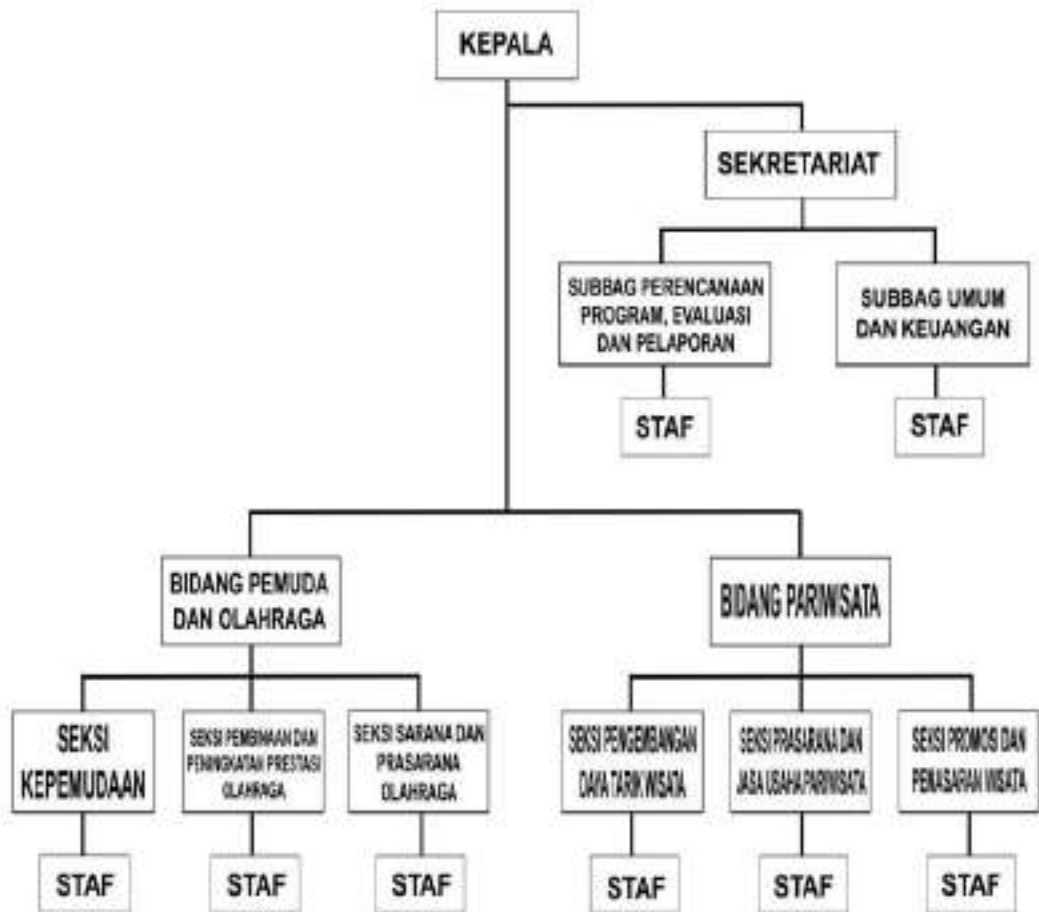 KEPALA
SEKRETARIAT
SUBBAG PERENCANAAN
PROGRAM, EVALUASI
DAN PELAPORAN
SUBBAG UMUM
DAN KEUANGAN
STAF
STAF
BIDANG PEMUDA
DAN OLAHRAGA
BIDANG PARIWISATA
SEKSI
KEPEMUDAAN
SEKSI PEMBINAAN DAN
PENINGKATAN PRESTASI
OLAHRAGA
SEKSI SARANA DAN
PRASARANA
OLAHRAGA
SEKSI PENGEMBANGAN
DAYA TARIK WISATA
SEKSI PRASARANA DAN
JASA USAHA PARIWISATA
SEKSI PROMOS DAN
PEMASARAN WISATA
STAF
STAF
STAF
STAF
STAF
STAF